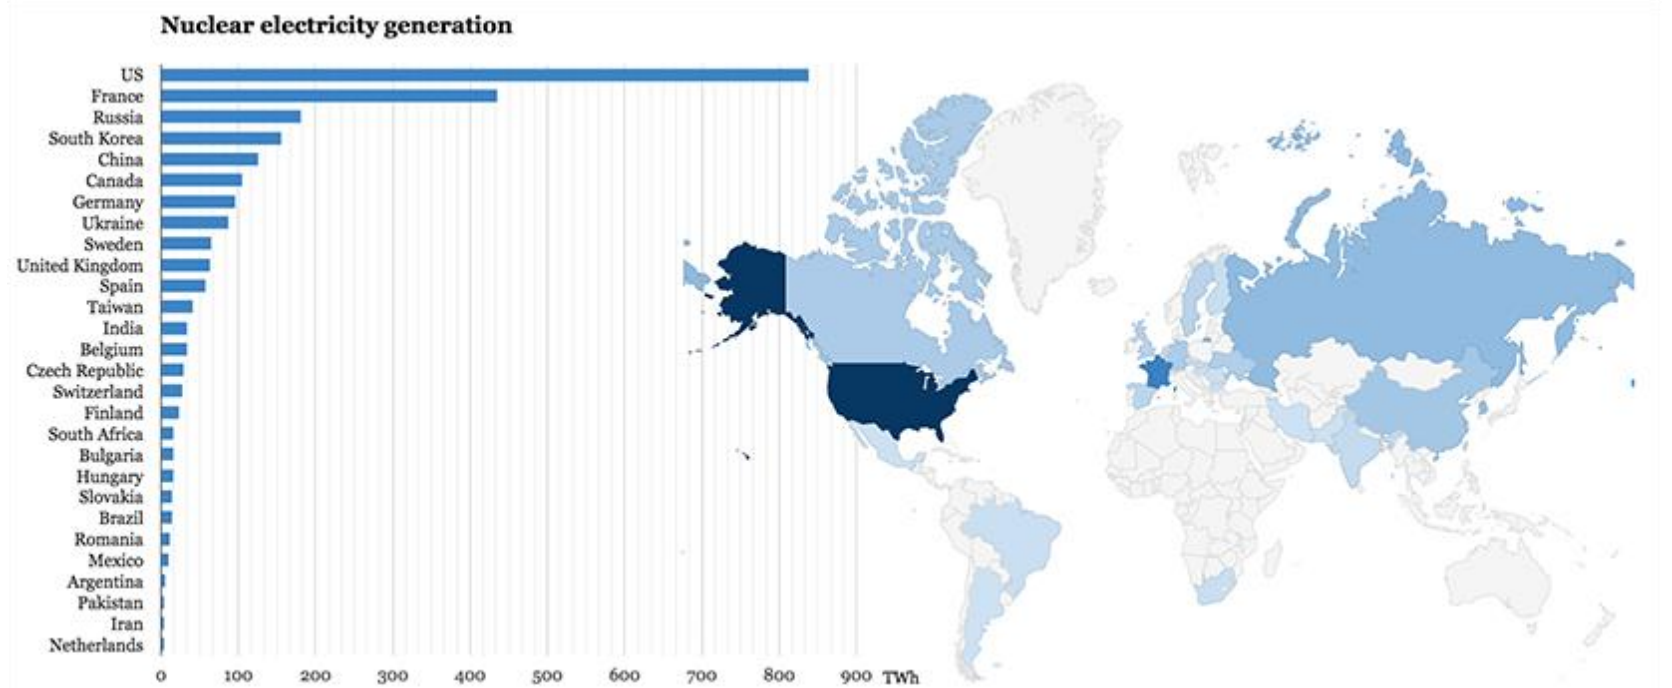 Nuclear electricity generation
US
France
Russia
South Korea
China
Canada
Germany
Ukraine
Sweden
United Kingdom
Spain
Taiwan
India
Belgium
Czech Republic
Switzerland
Finland
South Africa
Bulgaria
Hungary
Slovakia
Brazil
Romania
Mexico
Argentina
Pakistan
Iran
Netherlands
0 100 200 300 400 500 600 700 800 900 TWh